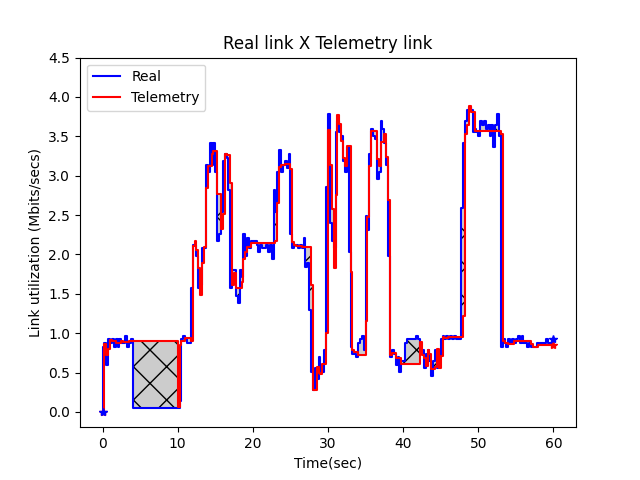 Real link X Telemetry link
Real
Telemetry
Link utilization (Mbits/secs)
4.5
4.0
3.5
3.0
2.5
2.0
1.5
1.0
0.5
0.0
0 10 20 30 40 50 60
Time(sec)